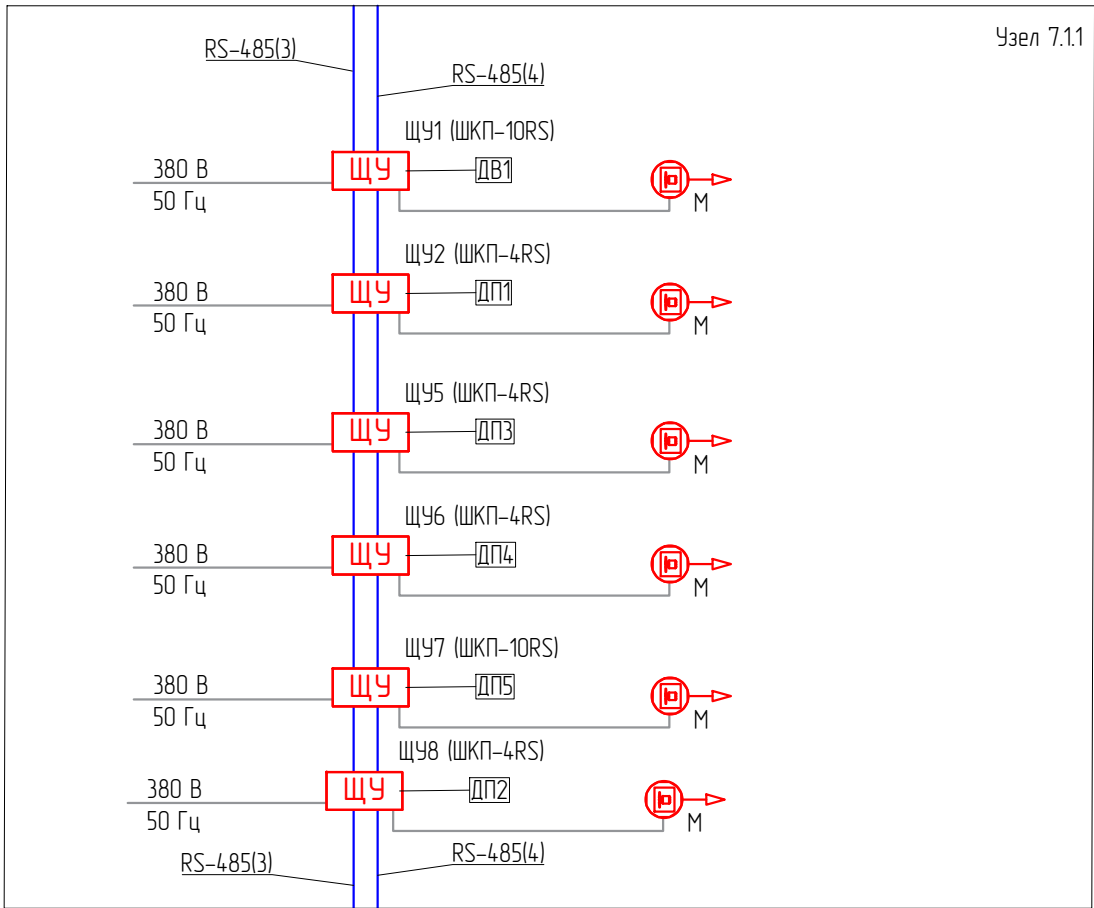 Узел 7.1.1
RS-485(3)
RS-485(4)
ЩУ1 (ШКП-10RS)
380 В
ЩУ
ДВ1
50 Гц
М
ЩУ2 (ШКП-4RS)
380 В
ЩУ
ДП1
50 Гц
М
ЩУ5 (ШКП-4RS)
380 В
ЩУ
ДП3
50 Гц
М
ЩУ6 (ШКП-4RS)
380 В
ЩУ
ДП4
50 Гц
М
ЩУ7 (ШКП-10RS)
380 В
ЩУ
ДП5
50 Гц
М
ЩУ8 (ШКП-4RS)
380 В
ЩУ
ДП2
50 Гц
М
RS-485(3)
RS-485(4)